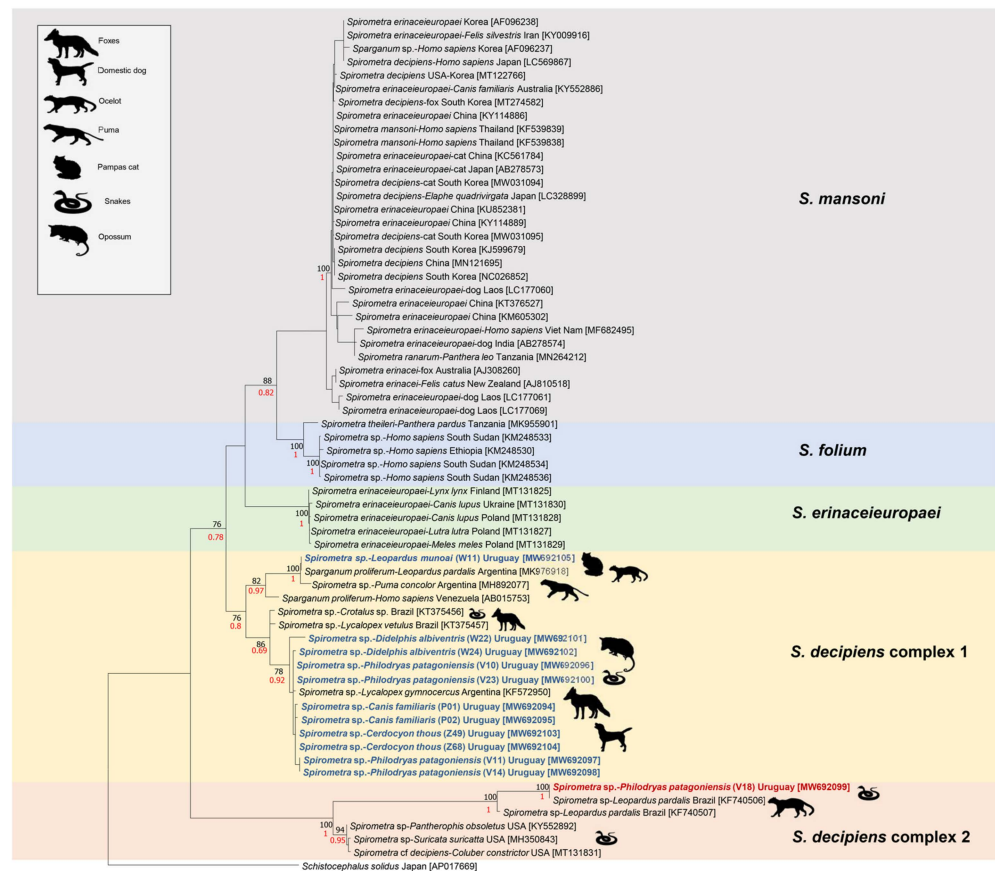 Foxes
Domestic dog
Ocelot
Puma
Pampas cat
Snakes
Opossum
Spirometra erinaceieuropaei Korea [AF096238]
Spirometra erinaceieuropaei-Felis silvestris Iran [KY009916]
Sparganum sp.-Homo sapiens Korea [AF096237]
Spirometra decipiens-Homo sapiens Japan [LC569867]
Spirometra decipiens USA-Korea [MT122766]
Spirometra erinaceieuropaei-Canis familiaris Australia [KY552886]
Spirometra decipiens-fox South Korea [MT274582]
Spirometra erinaceieuropaei China [KY114886]
Spirometra mansoni-Homo sapiens Thailand [KF539839]
Spirometra mansoni-Homo sapiens Thailand [KF539838]
Spirometra erinaceieuropaei-cat China [KC561784]
Spirometra erinaceieuropaei-cat Japan [AB278573]
Spirometra decipiens-cat South Korea [MW031094]
Spirometra decipiens-Elaphe quadrivirgata Japan [LC328899]
Spirometra erinaceieuropaei China [KU852381]
Spirometra erinaceieuropaei China [KY114889]
Spirometra decipiens-cat South Korea [MW031095]
Spirometra decipiens South Korea [KJ599679]
Spirometra decipiens China [MN121695]
Spirometra decipiens South Korea [NC026852]
Spirometra erinaceieuropaei-dog Laos [LC177060]
Spirometra erinaceieuropaei China [KT376527]
Spirometra erinaceieuropaei China [KM605302]
Spirometra erinaceieuropaei-Homo sapiens Viet Nam [MF682495]
Spirometra erinaceieuropaei-dog India [AB278574]
Spirometra ranarum-Panthera leo Tanzania [MN264212]
Spirometra erinacei-fox Australia [AJ308260]
Spirometra erinacei-Felis catus New Zealand [AJ810518]
Spirometra erinaceieuropaei-dog Laos [LC177061]
Spirometra erinaceieuropaei-dog Laos [LC177069]
100
1
88
0.82
S. mansoni
Spirometra theileri-Panthera pardus Tanzania [MK955901]
Spirometra sp.-Homo sapiens South Sudan [KM248533]
Spirometra sp.-Homo sapiens Ethiopia [KM248530]
Spirometra sp.-Homo sapiens South Sudan [KM248534]
Spirometra sp.-Homo sapiens South Sudan [KM248536]
100
1
100
1
S. folium
Spirometra erinaceieuropaei-Lynx lynx Finland [MT131825]
Spirometra erinaceieuropaei-Canis lupus Ukraine [MT131830]
Spirometra erinaceieuropaei-Canis lupus Poland [MT131828]
Spirometra erinaceieuropaei-Lutra lutra Poland [MT131827]
Spirometra erinaceieuropaei-Meles meles Poland [MT131829]
100
1
76
0.78
S. erinaceieuropaei
Spirometra sp.-Leopardus munoai (W11) Uruguay [MW692105]
Sparganum proliferum-Leopardus pardalis Argentina [MK976918]
Spirometra sp.-Puma concolor Argentina [MH892077]
Sparganum proliferum-Homo sapiens Venezuela [AB015753]
Spirometra sp.-Crotalus sp. Brazil [KT375456]
Spirometra sp.-Lycalopex vetulus Brazil [KT375457]
Spirometra sp.-Didelphis albiventris (W22) Uruguay [MW692101]
Spirometra sp.-Didelphis albiventris (W24) Uruguay [MW692102]
Spirometra sp.-Philodryas patagoniensis (V10) Uruguay [MW692096]
Spirometra sp.-Philodryas patagoniensis (V23) Uruguay [MW692100]
Spirometra sp.-Lycalopex gymnocercus Argentina [KF572950]
Spirometra sp.-Canis familiaris (P01) Uruguay [MW692094]
Spirometra sp.-Canis familiaris (P02) Uruguay [MW692095]
Spirometra sp.-Cerdocyon thous (Z49) Uruguay [MW692103]
Spirometra sp.-Cerdocyon thous (Z68) Uruguay [MW692104]
Spirometra sp.-Philodryas patagoniensis (V11) Uruguay [MW692097]
Spirometra sp.-Philodryas patagoniensis (V14) Uruguay [MW692098]
100
1
82
0.97
76
0.8
86
0.69
78
0.92
S. decipiens complex 1
Spirometra sp.-Philodryas patagoniensis (V18) Uruguay [MW692099]
Spirometra sp-Leopardus pardalis Brazil [KF740506]
Spirometra sp-Leopardus pardalis Brazil [KF740507]
Spirometra sp-Pantherophis obsoletus USA [KY552892]
Spirometra sp-Suricata suricatta USA [MH350843]
Spirometra cf decipiens-Coluber constrictor USA [MT131831]
100
1
100
1
100
1
94
0.95
S. decipiens complex 2
Schistocephalus solidus Japan [AP017669]